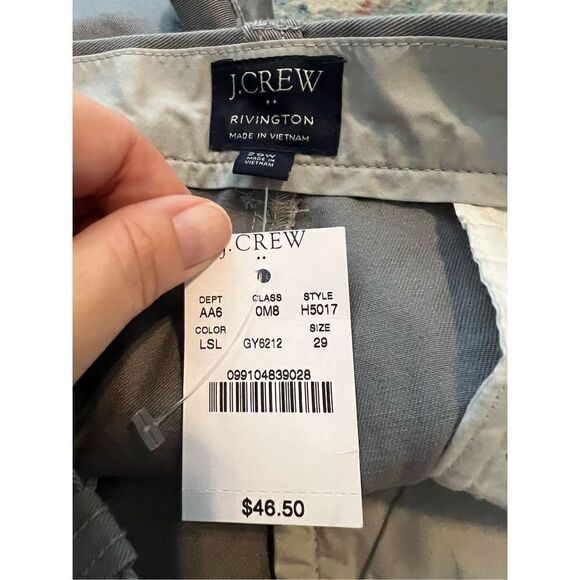 J.CREW
RIVINGTON
MADE IN VIETNAM
29W
MADE IN
VIETNAM
J.CREW
DEPT CLASS STYLE
AA6 0M8 H5017
COLOR SIZE
LSL GY6212 29
099104839028
$46.50